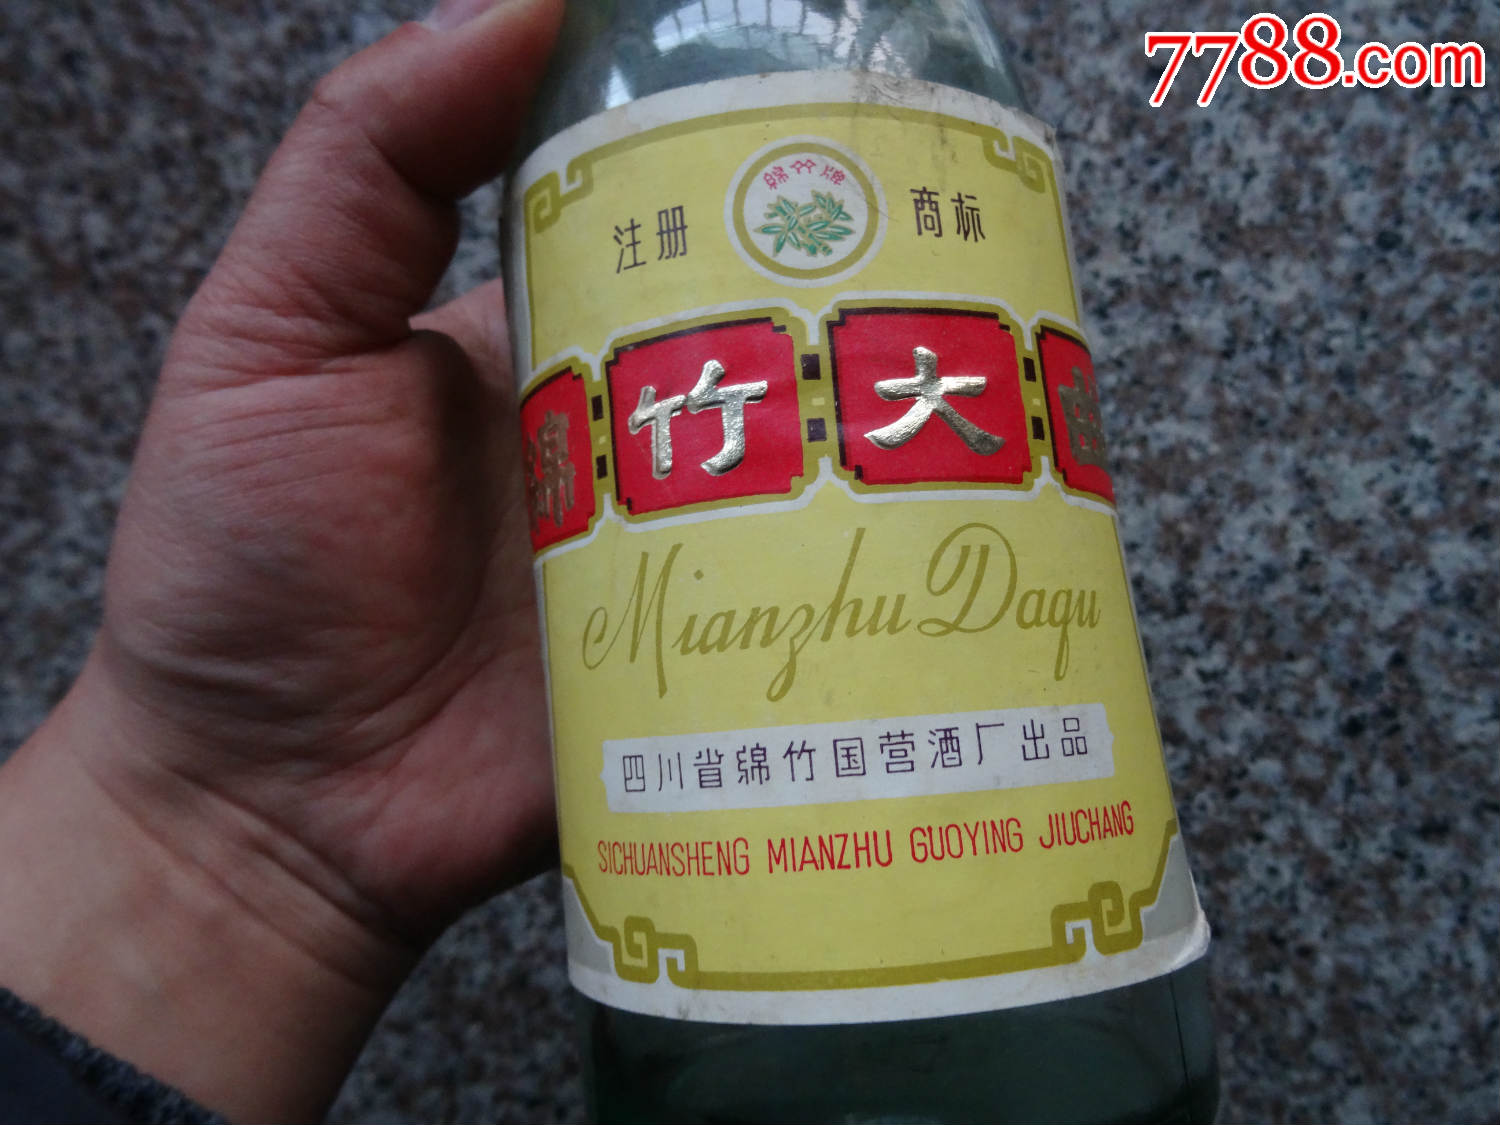 7788.com
綿竹牌
注册 商标
绵竹大曲
Mianzhu Daqu
四川省绵竹国营酒厂出品
SICHUANSHENG MIANZHU GUOYING JIUCHANG